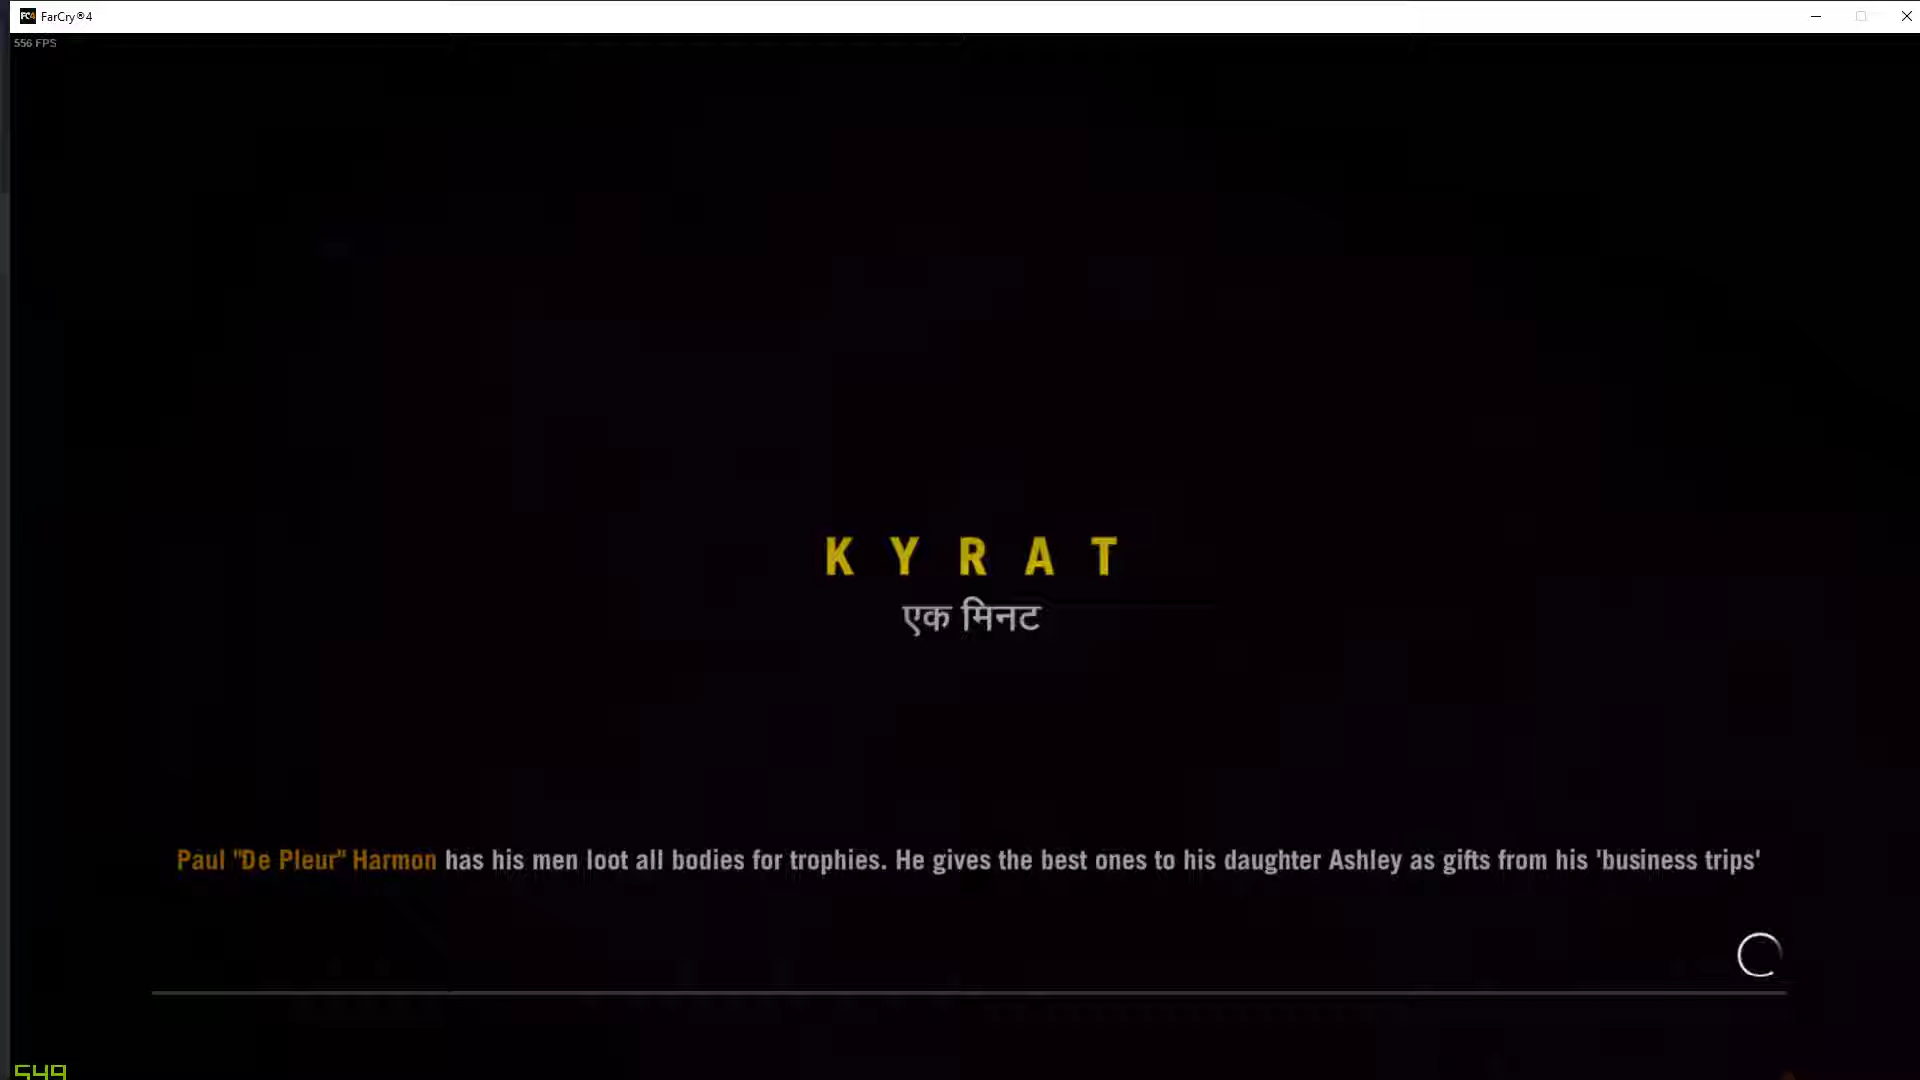 FC4 FarCry®4
556 FPS
K Y R A T
एक मिनट
Paul "De Pleur" Harmon has his men loot all bodies for trophies. He gives the best ones to his daughter Ashley as gifts from his 'business trips'
549